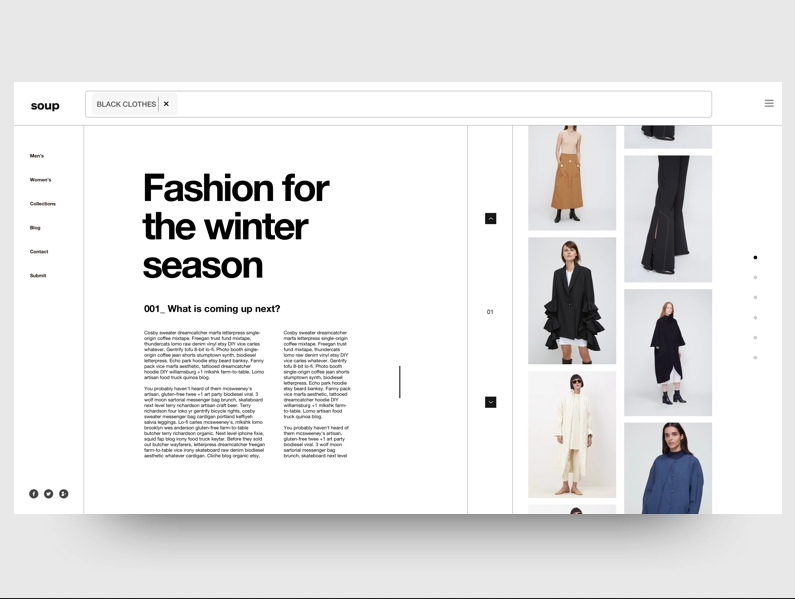 soup
BLACK CLOTHES ×
Men's
Women's
Collections
Blog
Contact
Submit
Fashion for
the winter
season
001_ What is coming up next?
Cosby sweater dreamcatcher marfa letterpress single-
origin coffee mixtape. Freegan trust fund mixtape,
thundercats lomo raw denim vinyl etsy DIY vice carles
whatever. Gentrify tofu 8-bit lo-fi. Photo booth single-
origin coffee jean shorts stumptown synth, biodiesel
letterpress. Echo park hoodie etsy beard banksy. Fanny
pack vice marfa aesthetic, tattooed dreamcatcher
hoodie DIY williamsburg +1 mlkshk farm-to-table. Lomo
artisan food truck quinoa blog.
You probably haven't heard of them mcsweeney's
artisan, gluten-free twee +1 art party biodiesel viral. 3
wolf moon sartorial messenger bag brunch, skateboard
next level terry richardson artisan craft beer. Terry
richardson four loko yr gentrify bicycle rights, cosby
sweater messenger bag cardigan portland keffiyeh
salvia leggings. Lo-fi carles mcsweeney's, mlkshk lomo
brooklyn wes anderson gluten-free farm-to-table
butcher terry richardson organic. Next level iphone fixie,
squid fap blog irony food truck keytar. Before they sold
out butcher wayfarers, letterpress dreamcatcher freegan
farm-to-table vice irony skateboard raw denim biodiesel
aesthetic whatever cardigan. Cliche blog organic etsy,
Cosby sweater dreamcatcher
marfa letterpress single-origin
coffee mixtape. Freegan trust
fund mixtape, thundercats
lomo raw denim vinyl etsy DIY
vice carles whatever. Gentrify
tofu 8-bit lo-fi. Photo booth
single-origin coffee jean shorts
stumptown synth, biodiesel
letterpress. Echo park hoodie
etsy beard banksy. Fanny pack
vice marfa aesthetic, tattooed
dreamcatcher hoodie DIY
williamsburg +1 mlkshk farm-
to-table. Lomo artisan food
truck quinoa blog.
You probably haven't heard of
them mcsweeney's artisan,
gluten-free twee +1 art party
biodiesel viral. 3 wolf moon
sartorial messenger bag
brunch, skateboard next level
01